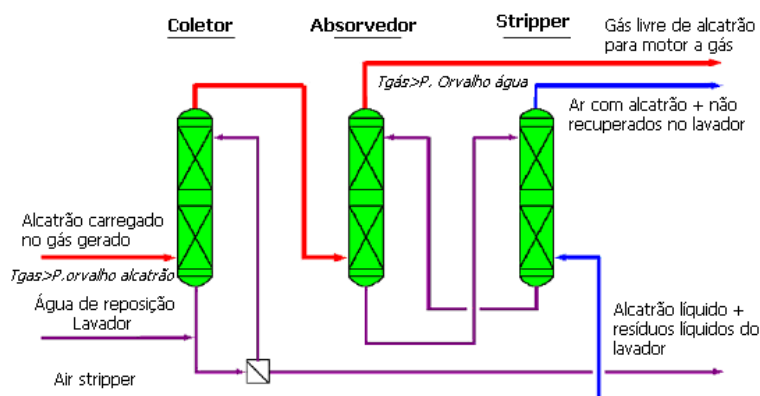 Coletor
Absorvedor
Stripper
Gás livre de alcatrão
para motor a gás
Tgás>P. Orvalho água
Ar com alcatrão + não
recuperados no lavador
Alcatrão carregado
no gás gerado
Tgas>P.orvalho alcatrão
Água de reposição
Lavador
Alcatrão líquido +
resíduos líquidos do
lavador
Air stripper